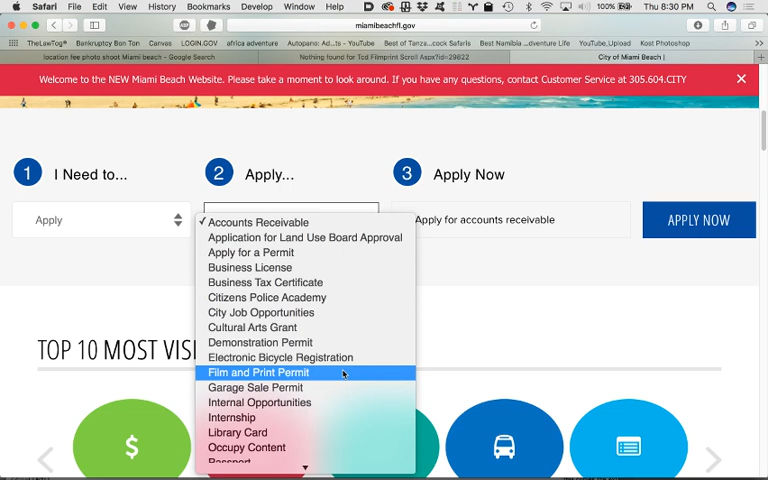 Safari File Edit View History Bookmarks Develop Window Help 100% Thu 8:30 PM
miamibeachfl.gov
TheLawTog® Bankruptcy Bon Ton Canvas LOGIN.GOV africa adventure Autopano: Ad...ts - YouTube Best of Tanza...cock Safaris Best Namibia ...dventure Life YouTube,Upload Kost Photoshop
location fee photo shoot Miami beach - Google Search Nothing found for Tcd Filmprint Scroll Aspx?id=29822 City of Miami Beach |
Welcome to the NEW Miami Beach Website. Please take a moment to look around. If you have any questions, contact Customer Service at 305.604.CITY
1 I Need to... 2 Apply... 3 Apply Now
Apply
Apply for accounts receivable
APPLY NOW
Accounts Receivable
Application for Land Use Board Approval
Apply for a Permit
Business License
Business Tax Certificate
Citizens Police Academy
City Job Opportunities
Cultural Arts Grant
Demonstration Permit
Electronic Bicycle Registration
Film and Print Permit
Garage Sale Permit
Internal Opportunities
Internship
Library Card
Occupy Content
Passport
TOP 10 MOST VIS
$